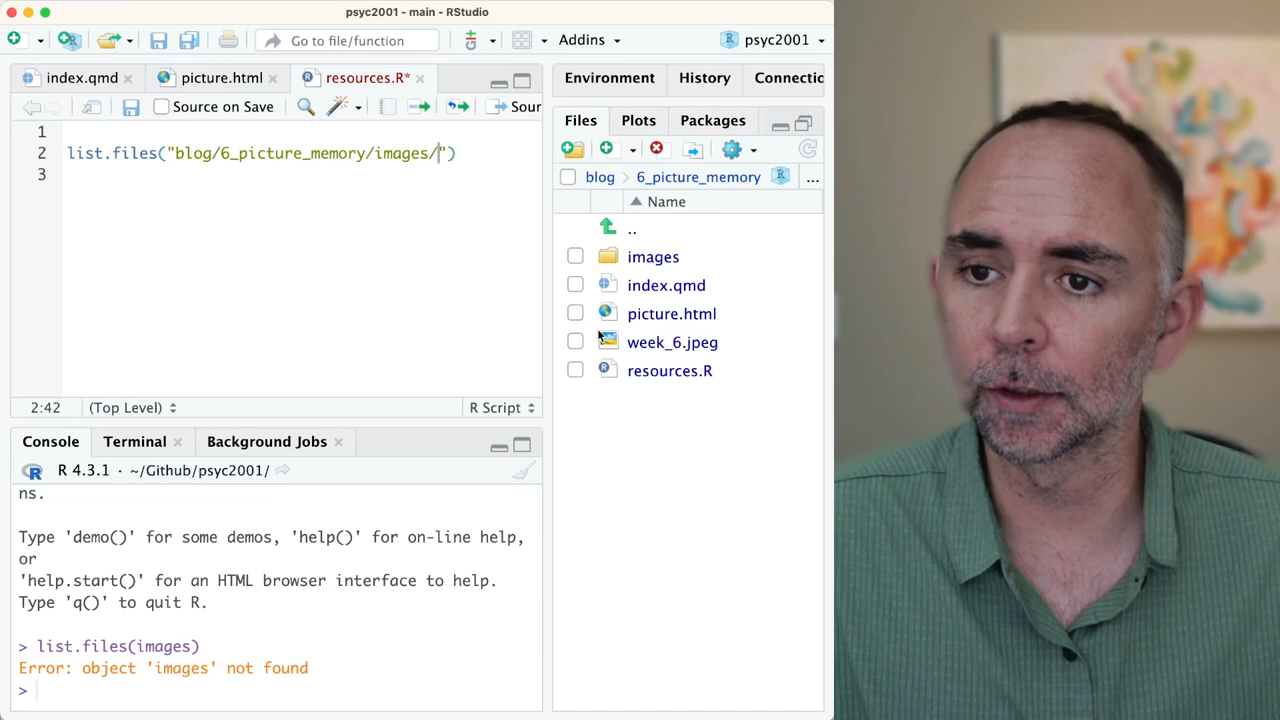 psyc2001 - main - RStudio
Go to file/function
Addins
psyc2001
index.qmd
picture.html
resources.R*
Source on Save
Sour
1
2 list.files("blog/6_picture_memory/images/")
3
2:42 (Top Level) R Script
Console Terminal Background Jobs
R 4.3.1 · ~/Github/psyc2001/
ns.
Type 'demo()' for some demos, 'help()' for on-line help,
or
'help.start()' for an HTML browser interface to help.
Type 'q()' to quit R.
> list.files(images)
Error: object 'images' not found
>
Environment History Connectio
Files Plots Packages
blog 6_picture_memory ...
Name
..
images
index.qmd
picture.html
week_6.jpeg
resources.R